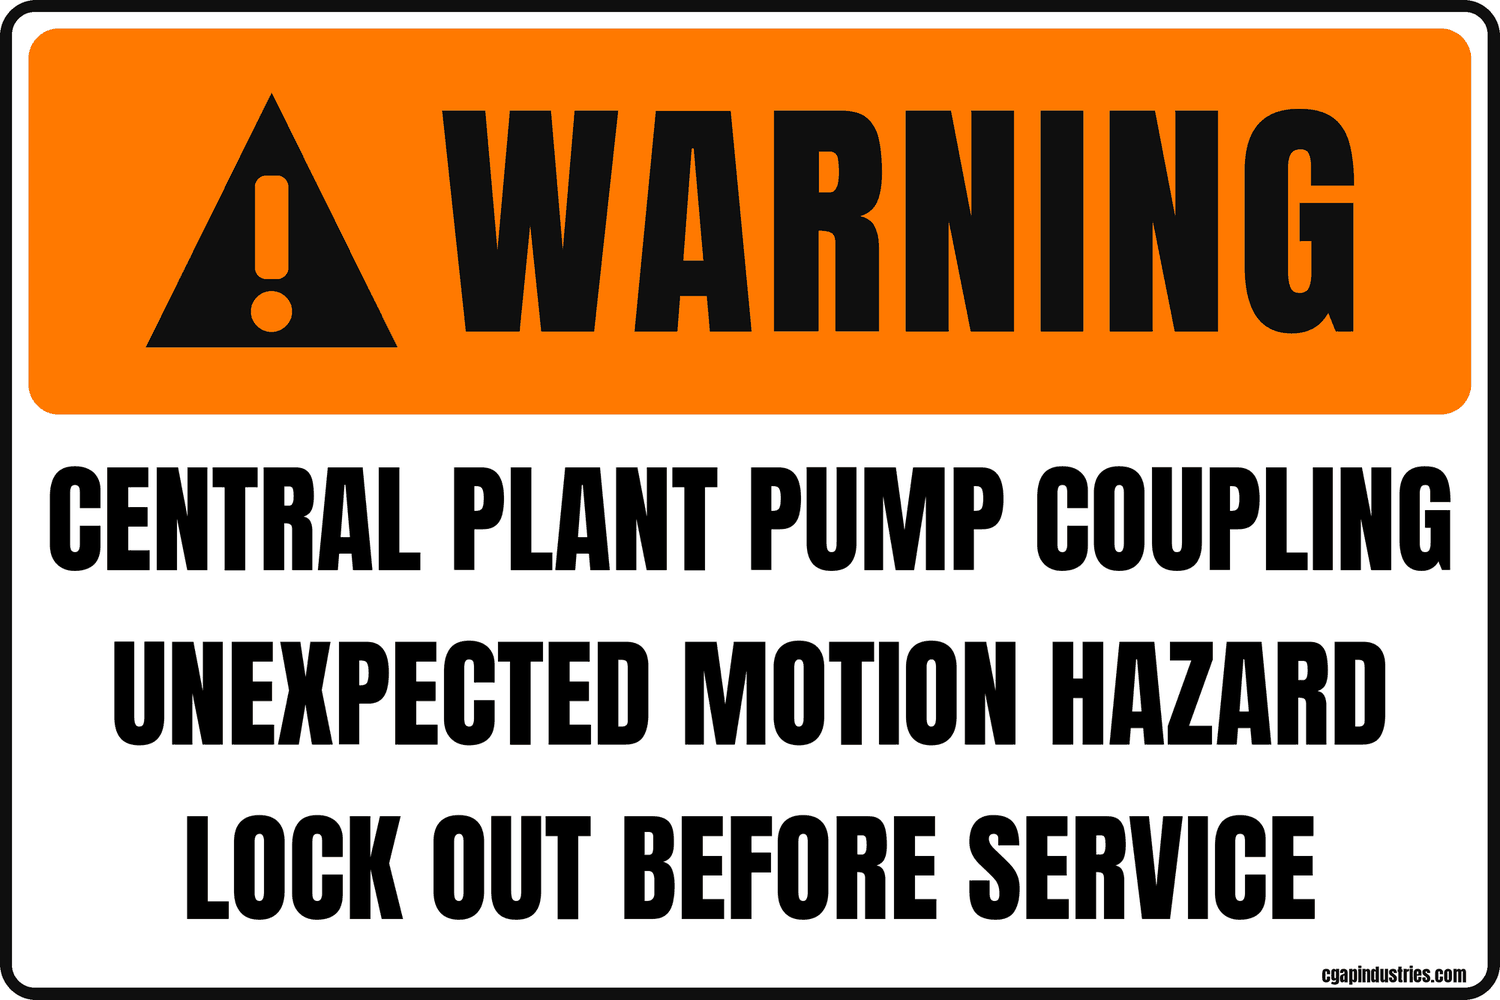 WARNING
CENTRAL PLANT PUMP COUPLING
UNEXPECTED MOTION HAZARD
LOCK OUT BEFORE SERVICE
cgapindustries.com